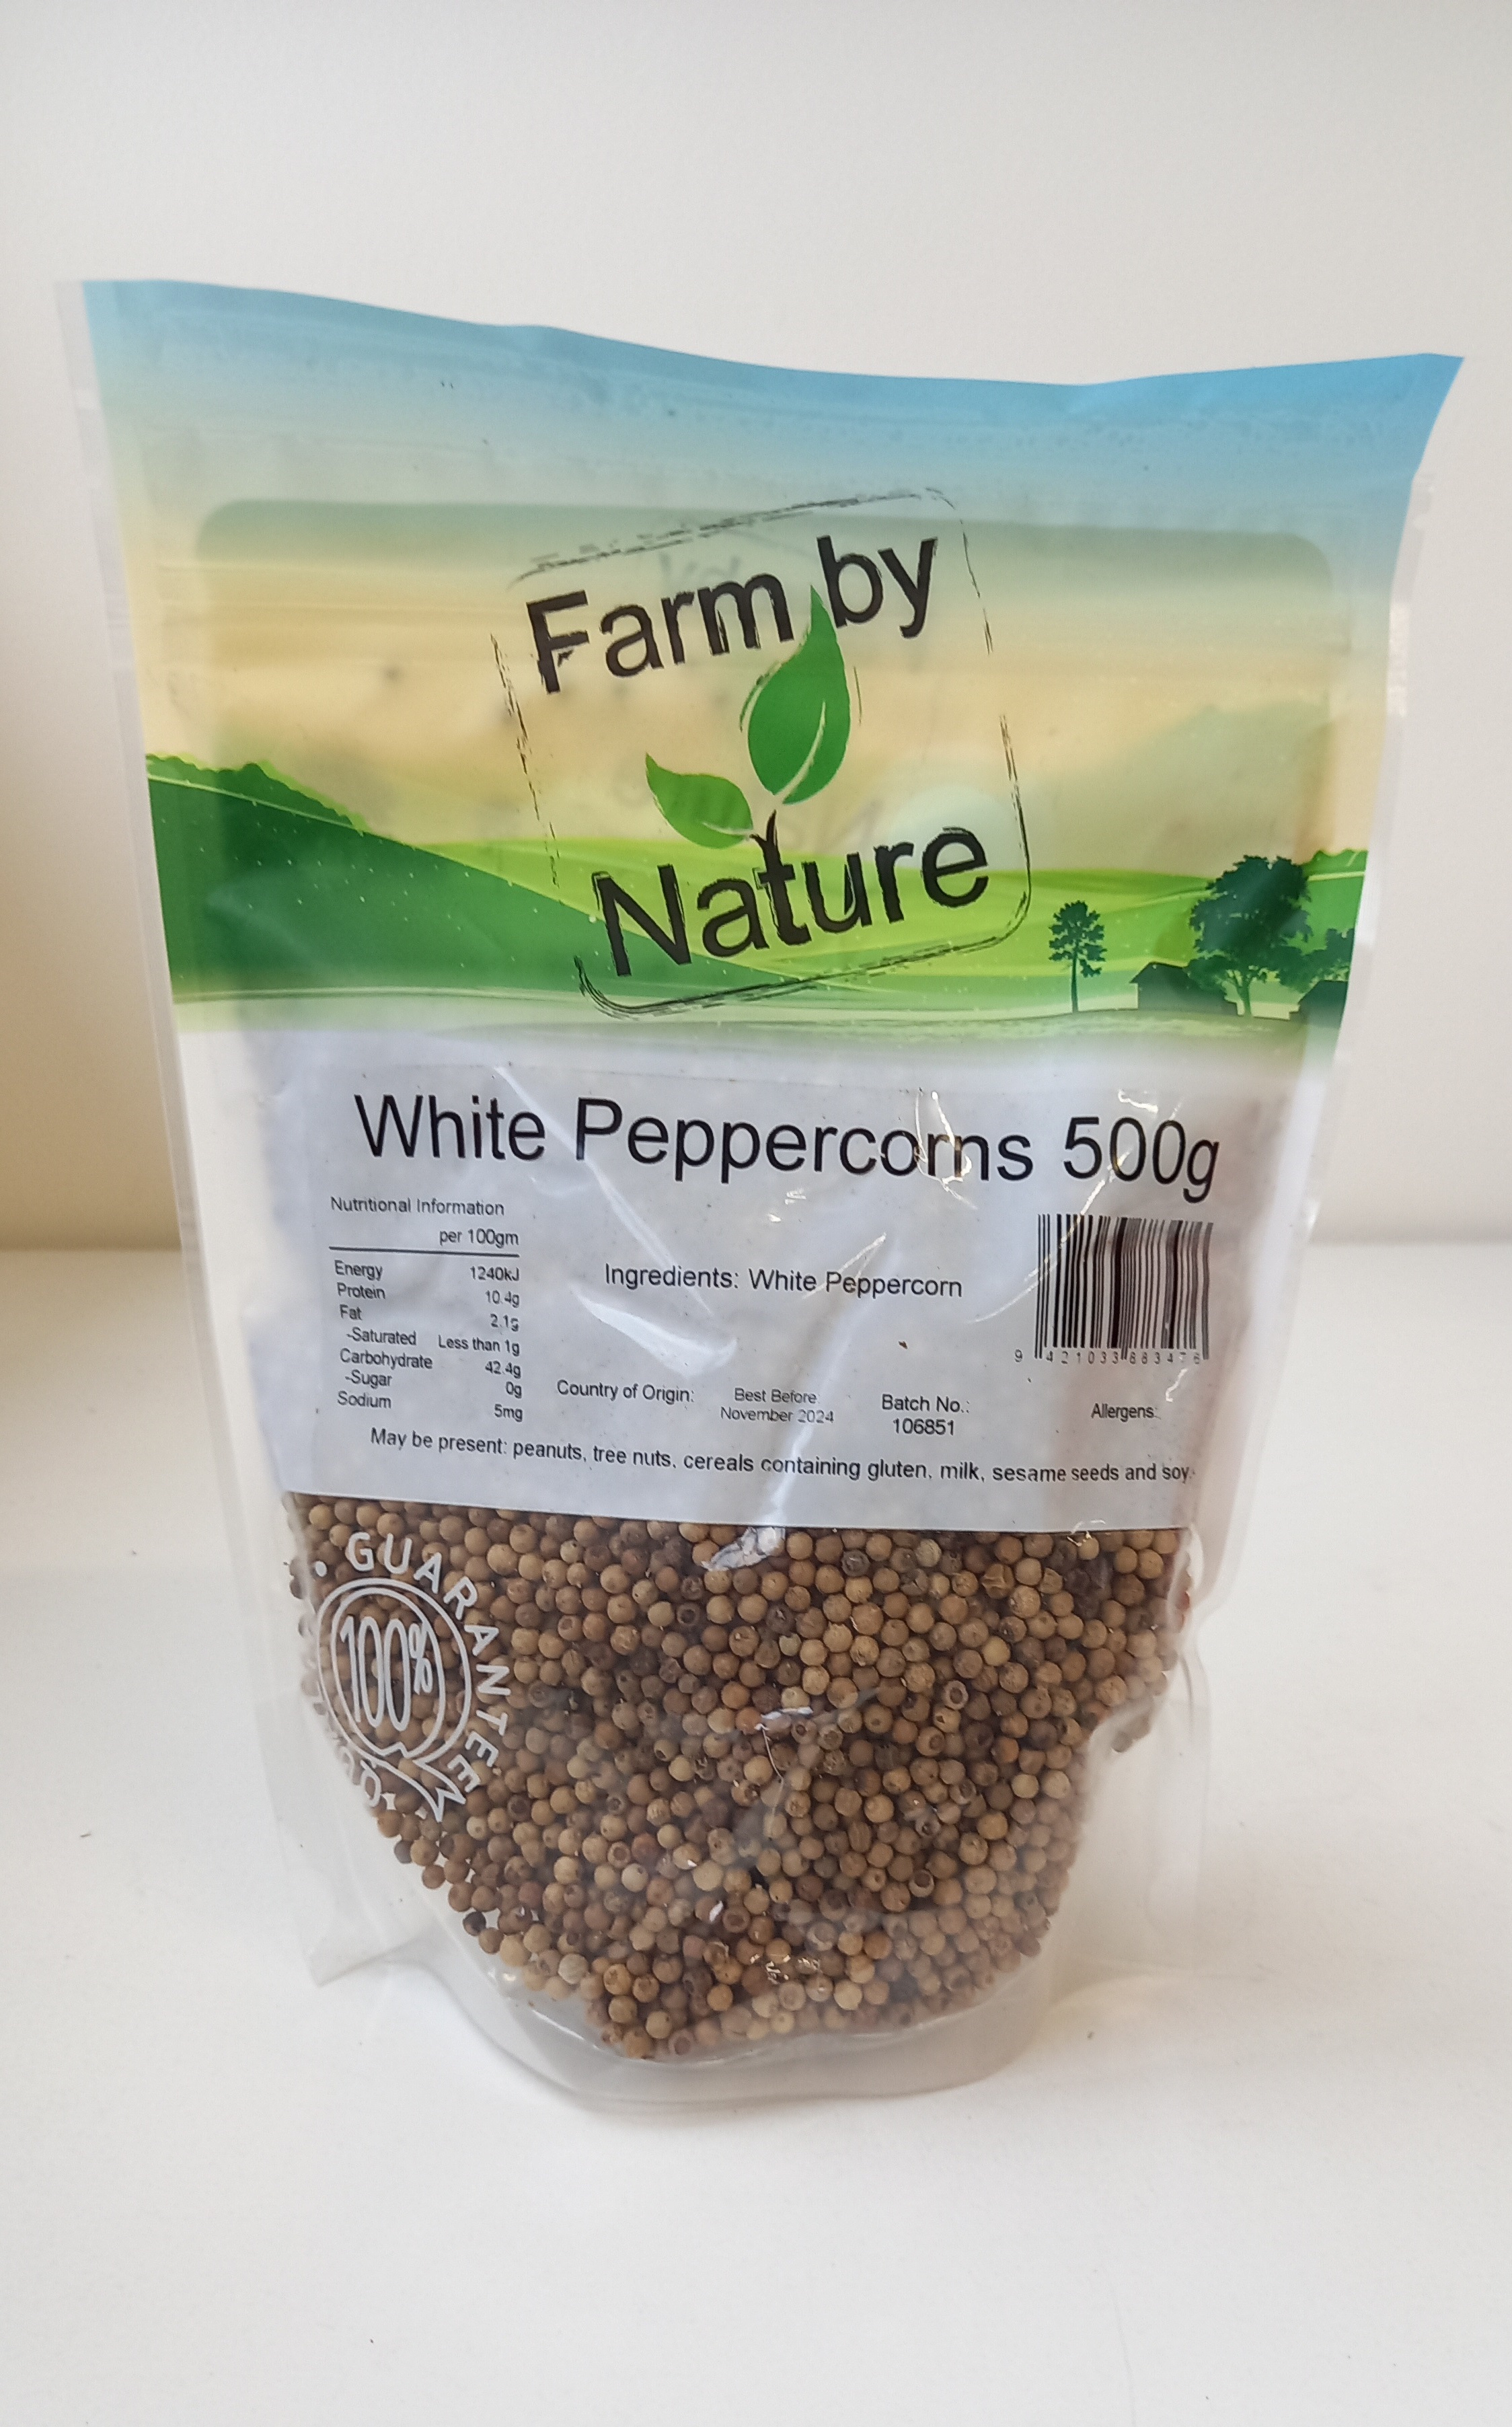 Farm by
Nature
White Peppercorns 500g
Nutritional Information
per 100gm
Energy 1240kJ
Protein 10.4g
Fat 2.1g
-Saturated Less than 1g
Carbohydrate 42.4g
-Sugar 0g
Sodium 5mg
Ingredients: White Peppercorn
9 421033883476
Country of Origin:
Best Before
November 2024
Batch No.:
106851
Allergens:
May be present: peanuts, tree nuts, cereals containing gluten, milk, sesame seeds and soy.
GUARANTEE
100%